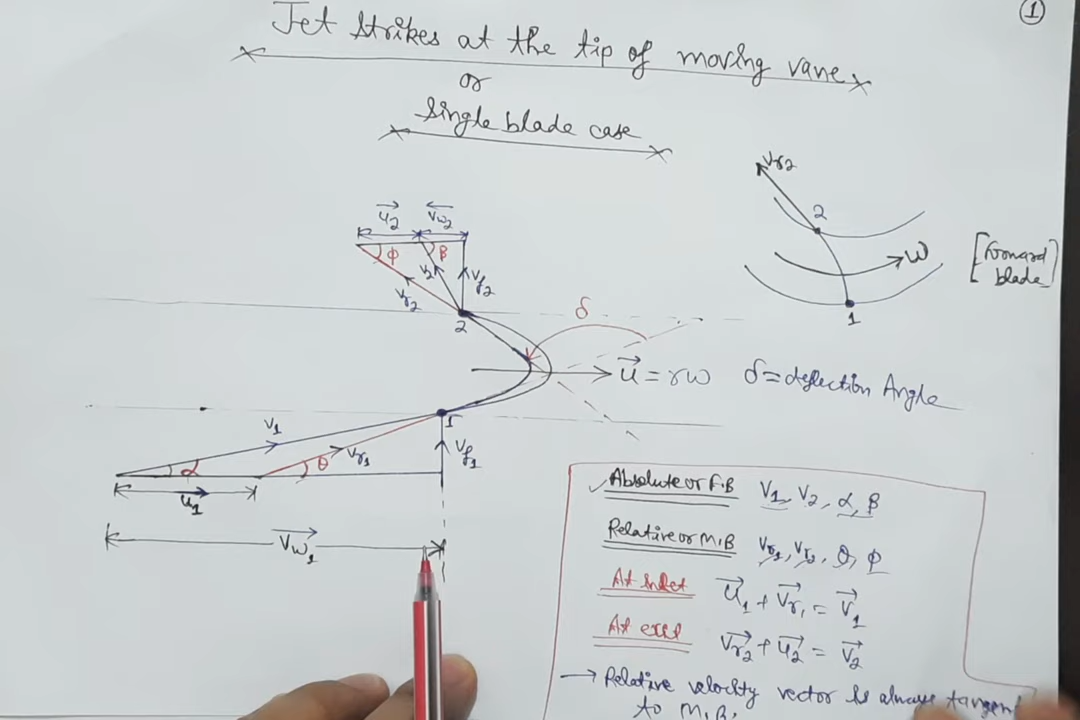 ①
Jet strikes at the tip of moving vane
or
Single blade case
Vr2
2
ω
1
[Forward blade]
u2 Vw2
ϕ β
Vr2 V2 Vf2
2
δ
u = rω
δ = deflection Angle
1
V1
Vr1
Vf1
α θ
u1
Vw1
Absolute or F.B V1, V2, α, β
Relative or M.B Vr1, Vr2, θ, ϕ
At Inlet u1 + Vr1 = V1
At exit Vr2 + u2 = V2
→ Relative velocity vector is always tangent
to M.B.